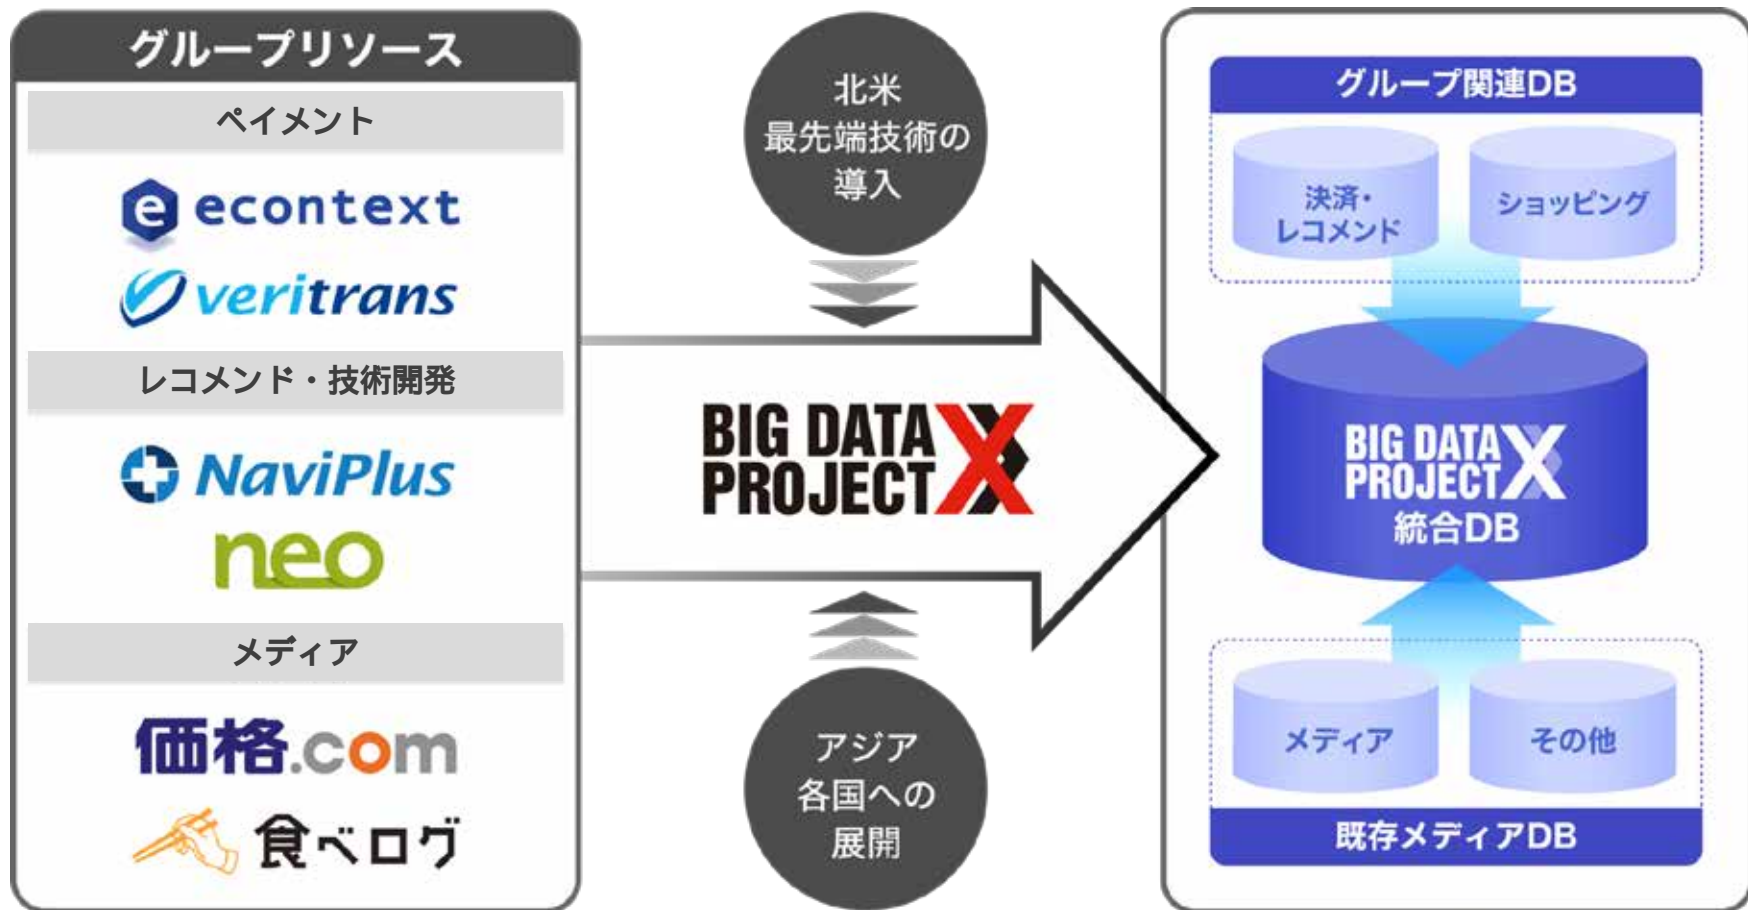 グループリソース
ペイメント
e econtext
veritrans
レコメンド・技術開発
NaviPlus
neo
メディア
価格.com
食べログ
北米
最先端技術の
導入
BIG DATA
PROJECT X
アジア
各国への
展開
グループ関連DB
決済・
レコメンド
ショッピング
BIG DATA
PROJECT X
統合DB
メディア
その他
既存メディアDB